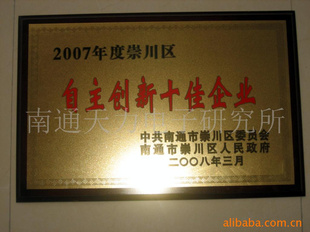 2007年度崇川区
自主创新十佳企业
中共南通市崇川区委员会
南通市崇川区人民政府
二〇〇八年三月
alibaba.com.cn